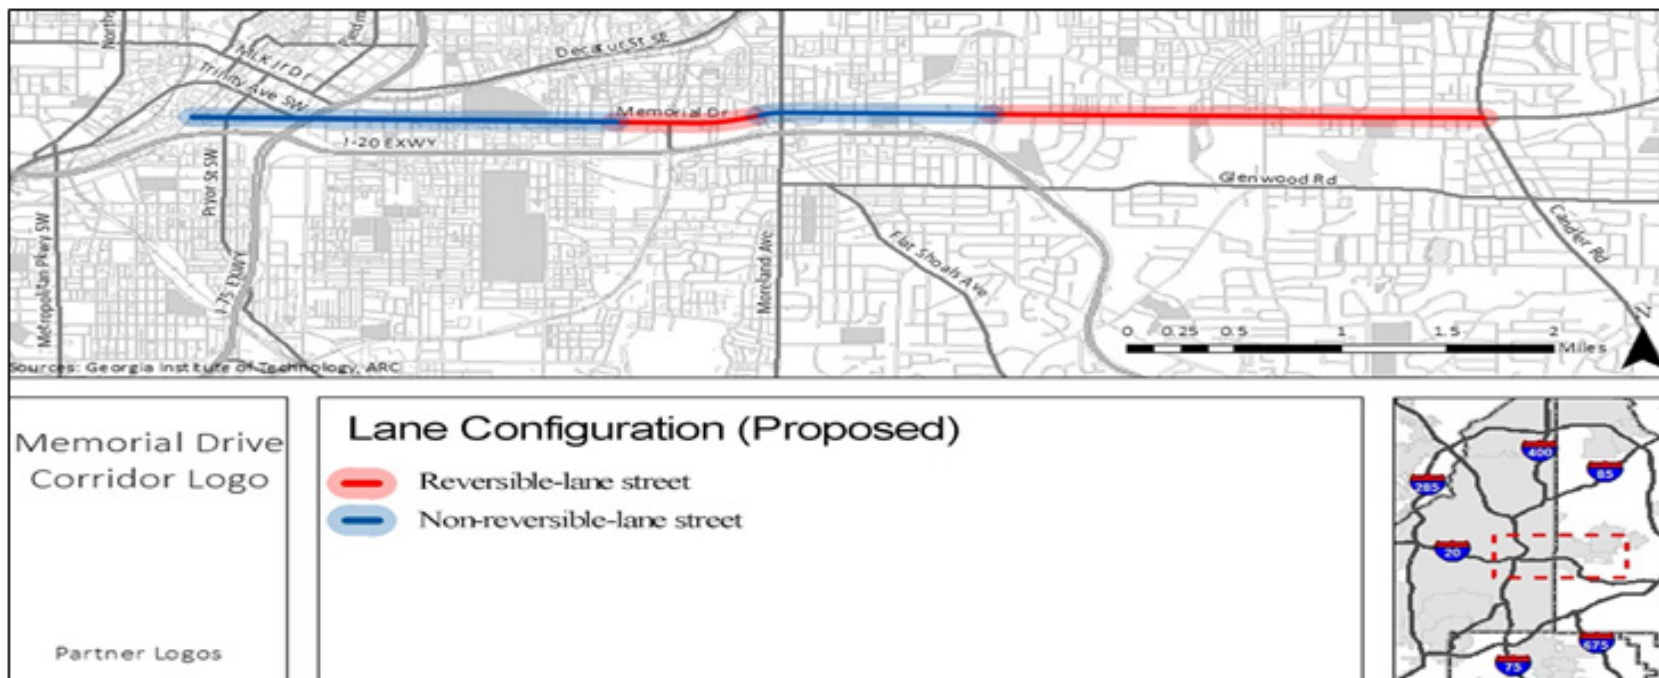 North
Piedm
MLK Jr Dr
Decatur St SE
Trinity Ave SW
Memorial Dr
I-20 EXWY
Pryor St SW
Glenwood Rd
Metropolitan Pkwy SW
I-75 EXWY
Moreland Ave
Flat Shoals Ave
Candler Rd
0 0.25 0.5 1 1.5 2
Miles
N
Sources: Georgia Institute of Technology, ARC
Memorial Drive
Corridor Logo
Partner Logos
Lane Configuration (Proposed)
Reversible-lane street
Non-reversible-lane street
400
85
285
20
675
75